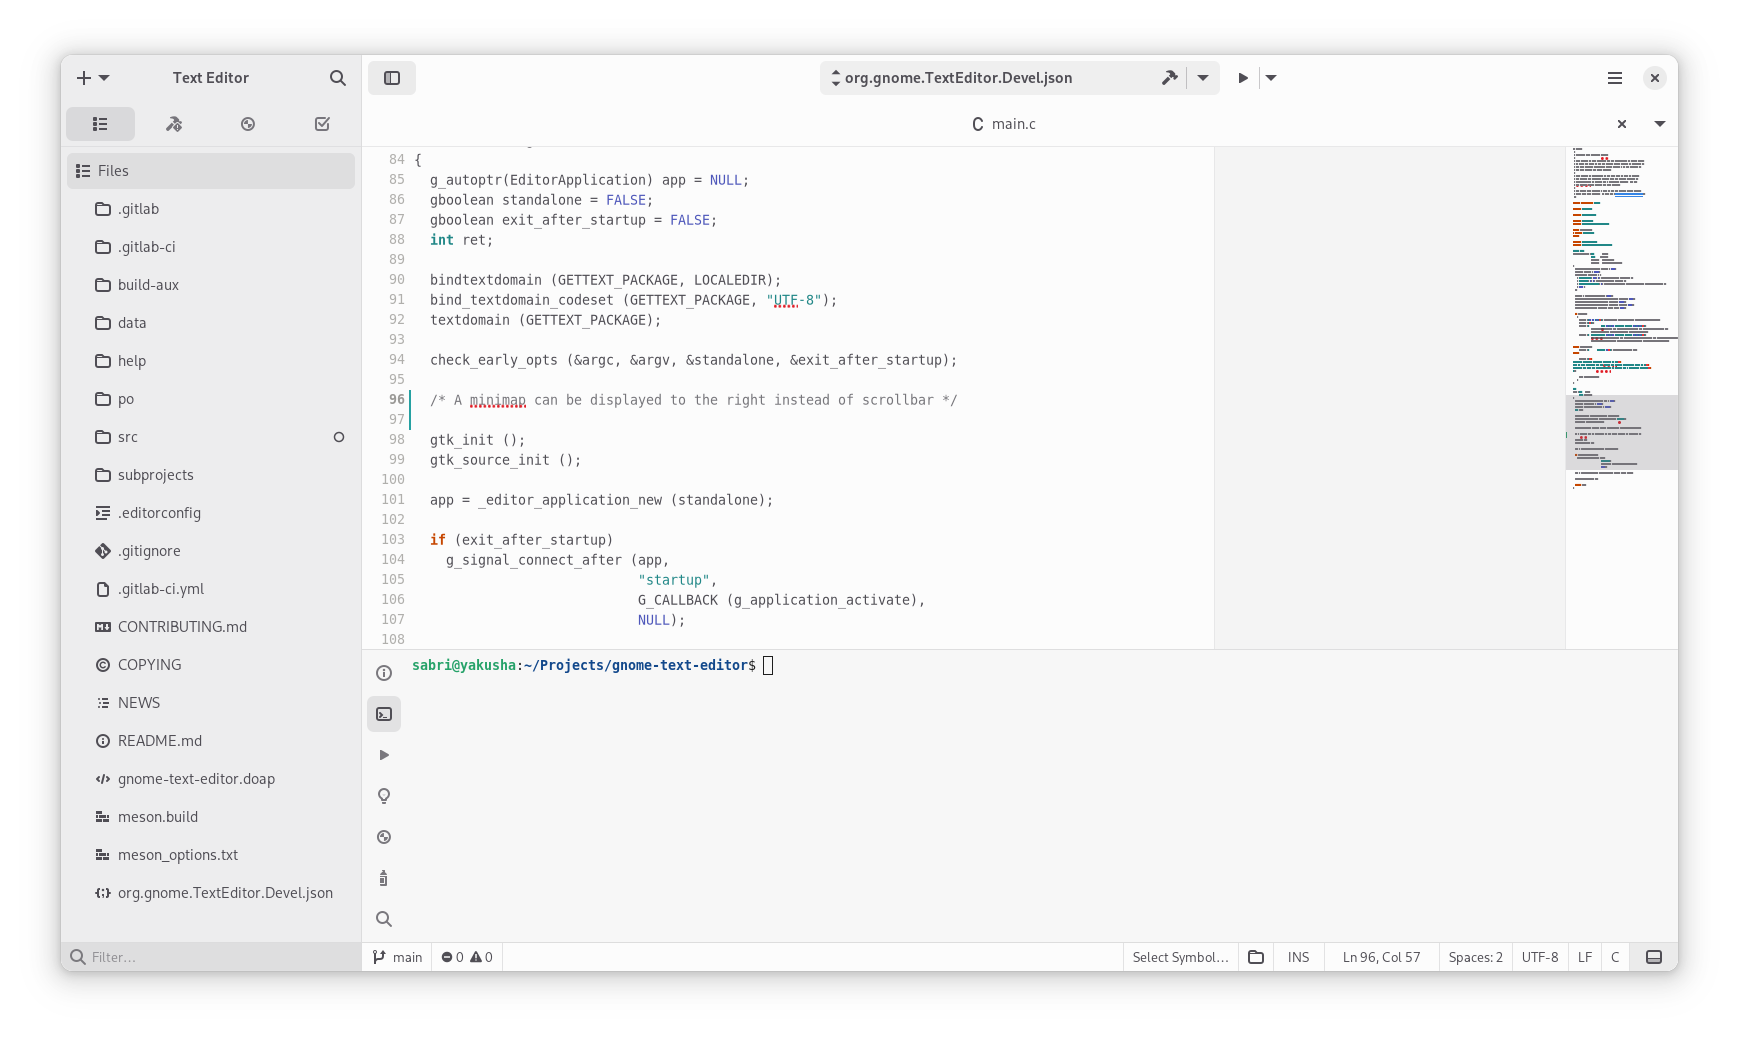 Text Editor
org.gnome.TextEditor.Devel.json
C main.c
Files
.gitlab
.gitlab-ci
build-aux
data
help
po
src
subprojects
.editorconfig
.gitignore
.gitlab-ci.yml
CONTRIBUTING.md
COPYING
NEWS
README.md
gnome-text-editor.doap
meson.build
meson_options.txt
org.gnome.TextEditor.Devel.json
Filter...
84 {
85   g_autoptr(EditorApplication) app = NULL;
86   gboolean standalone = FALSE;
87   gboolean exit_after_startup = FALSE;
88   int ret;
89
90   bindtextdomain (GETTEXT_PACKAGE, LOCALEDIR);
91   bind_textdomain_codeset (GETTEXT_PACKAGE, "UTF-8");
92   textdomain (GETTEXT_PACKAGE);
93
94   check_early_opts (&argc, &argv, &standalone, &exit_after_startup);
95
96   /* A minimap can be displayed to the right instead of scrollbar */
97
98   gtk_init ();
99   gtk_source_init ();
100
101   app = _editor_application_new (standalone);
102
103   if (exit_after_startup)
104     g_signal_connect_after (app,
105                             "startup",
106                             G_CALLBACK (g_application_activate),
107                             NULL);
108
sabri@yakusha:~/Projects/gnome-text-editor$
main 0 0 Select Symbol... INS Ln 96, Col 57 Spaces: 2 UTF-8 LF C